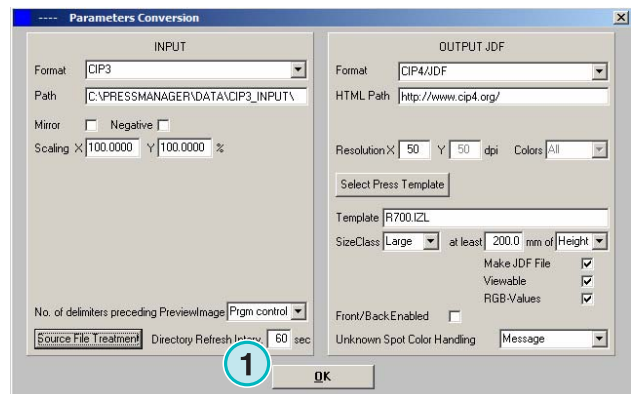 ---- Parameters Conversion
INPUT
Format CIP3
Path C:\PRESSMANAGER\DATA\CIP3_INPUT\
Mirror Negative
Scaling X 100.0000 Y 100.0000 %
No. of delimiters preceding PreviewImage Prgm control
Source File Treatment Directory Refresh Interv. 60 sec
OUTPUT JDF
Format CIP4/JDF
HTML Path http://www.cip4.org/
Resolution X 50 Y 50 dpi Colors All
Select Press Template
Template R700.IZL
SizeClass Large at least 200.0 mm of Height
Make JDF File
Viewable
RGB-Values
Front/Back Enabled
Unknown Spot Color Handling Message
1
OK